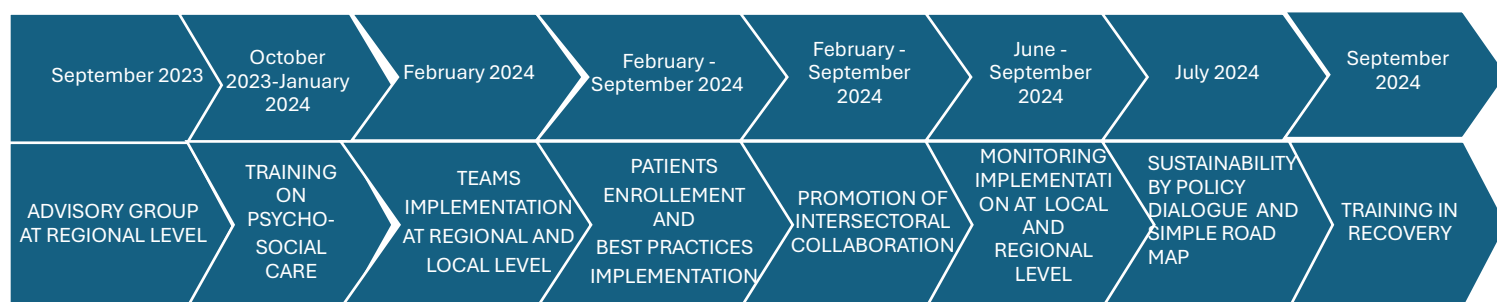 September 2023
October
2023-January
2024
February 2024
February -
September 2024
February -
September
2024
June -
September
2024
July 2024
September
2024
ADVISORY GROUP
AT REGIONAL LEVEL
TRAINING
ON
PSYCHO-
SOCIAL
CARE
TEAMS
IMPLEMENTATION
AT REGIONAL AND
LOCAL LEVEL
PATIENTS
ENROLLEMENT
AND
BEST PRACTICES
IMPLEMENTATION
PROMOTION OF
INTERSECTORAL
COLLABORATION
MONITORING
IMPLEMENTATI
ON AT LOCAL
AND
REGIONAL
LEVEL
SUSTAINABILITY
BY POLICY
DIALOGUE AND
SIMPLE ROAD
MAP
TRAINING IN
RECOVERY